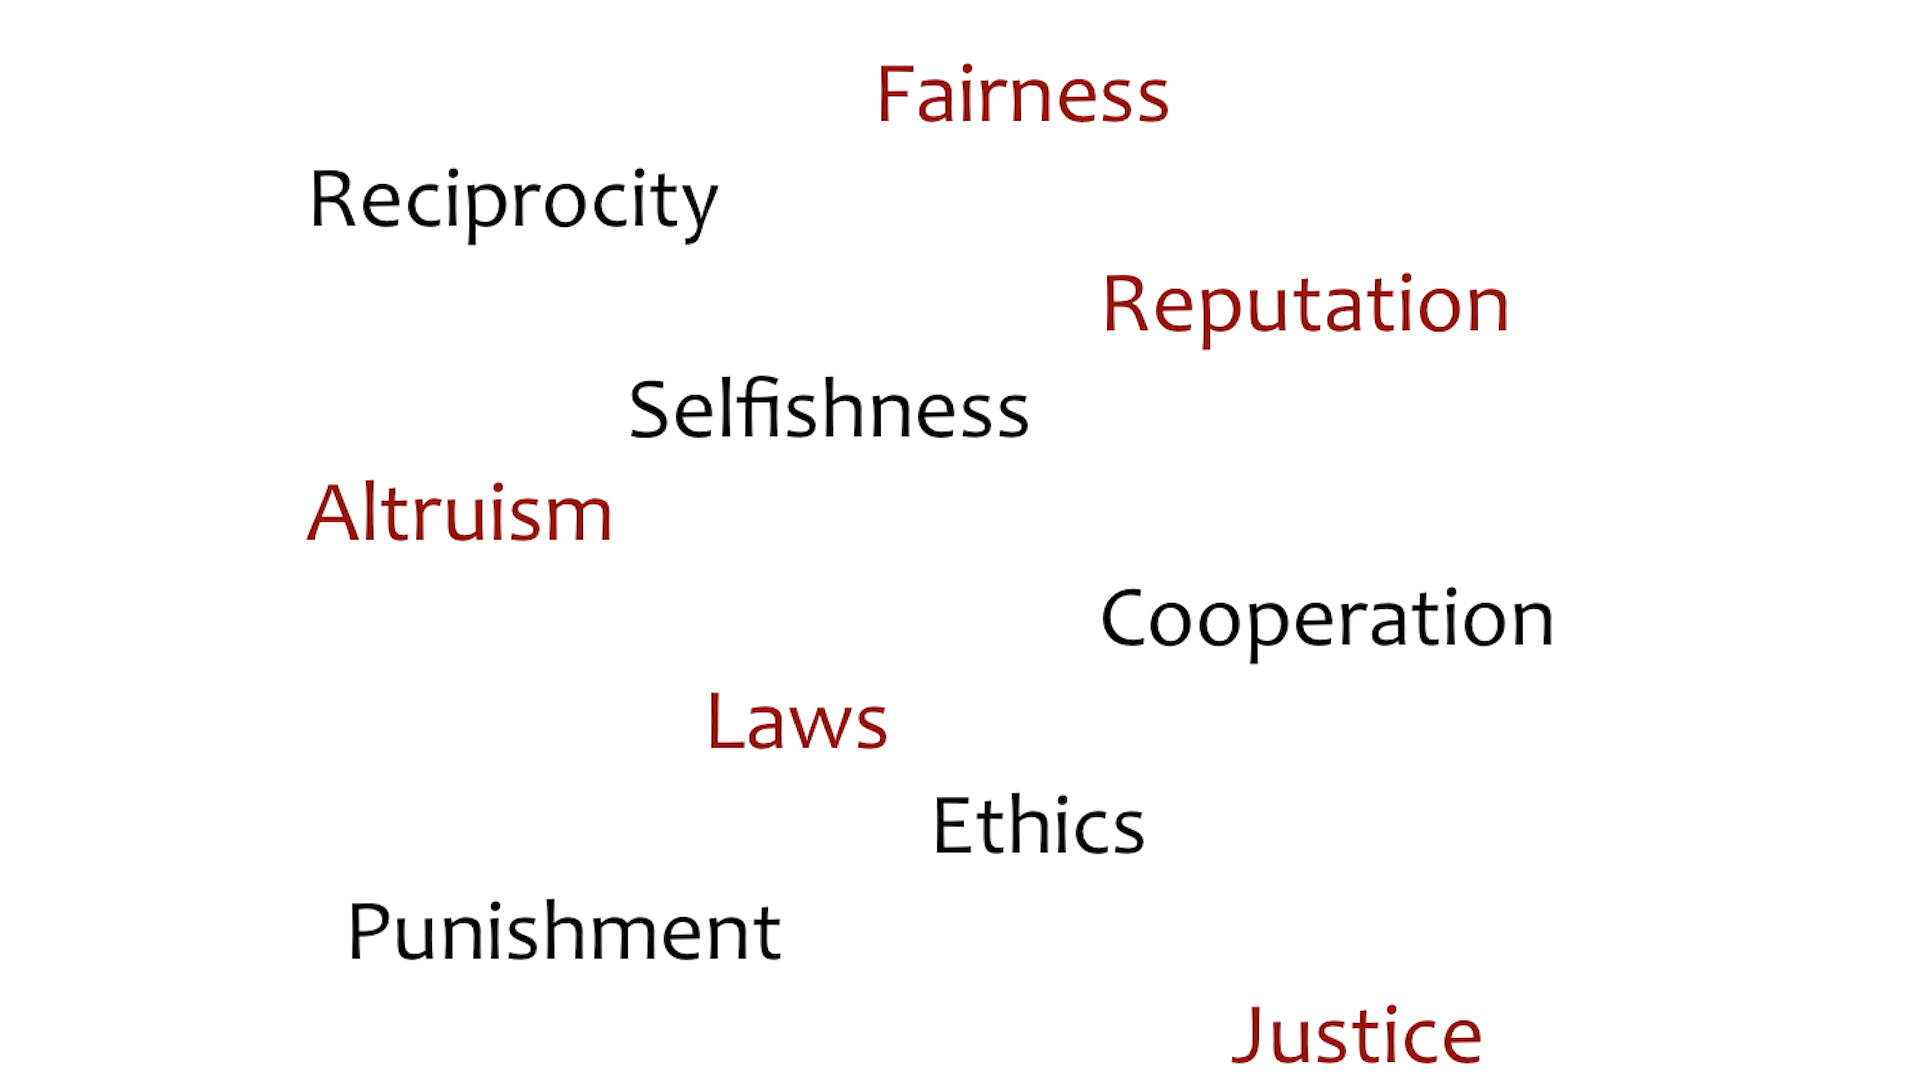 Fairness
Reciprocity
Reputation
Selfishness
Altruism
Cooperation
Laws
Ethics
Punishment
Justice